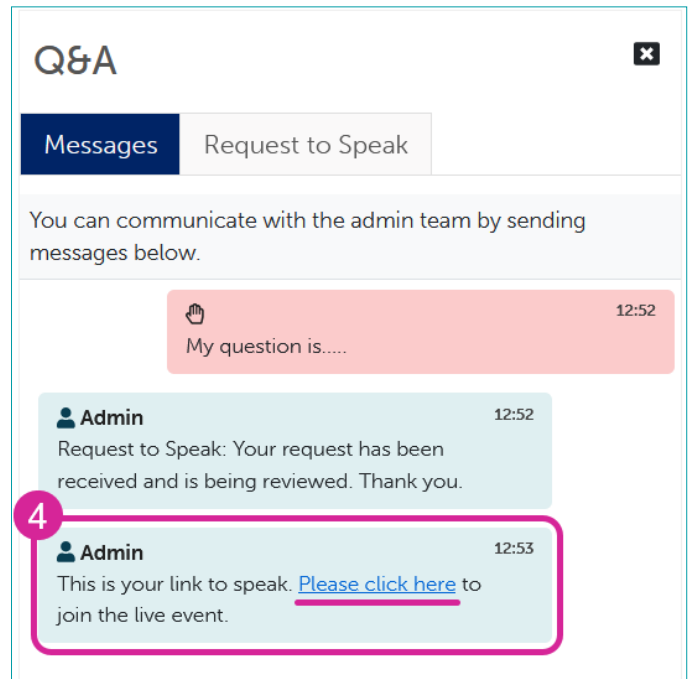 Q&A
Messages
Request to Speak
You can communicate with the admin team by sending
messages below.
12:52
My question is.....
Admin
12:52
Request to Speak: Your request has been
received and is being reviewed. Thank you.
4
Admin
12:53
This is your link to speak. Please click here to
join the live event.